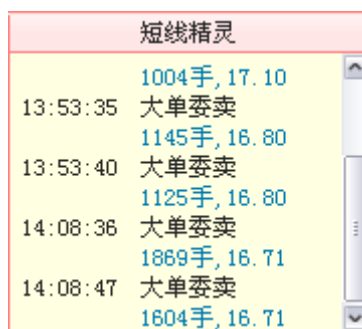 短线精灵
1004手,17.10
13:53:35 大单委卖
1145手,16.80
13:53:40 大单委卖
1125手,16.80
14:08:36 大单委卖
1869手,16.71
14:08:47 大单委卖
1604手,16.71